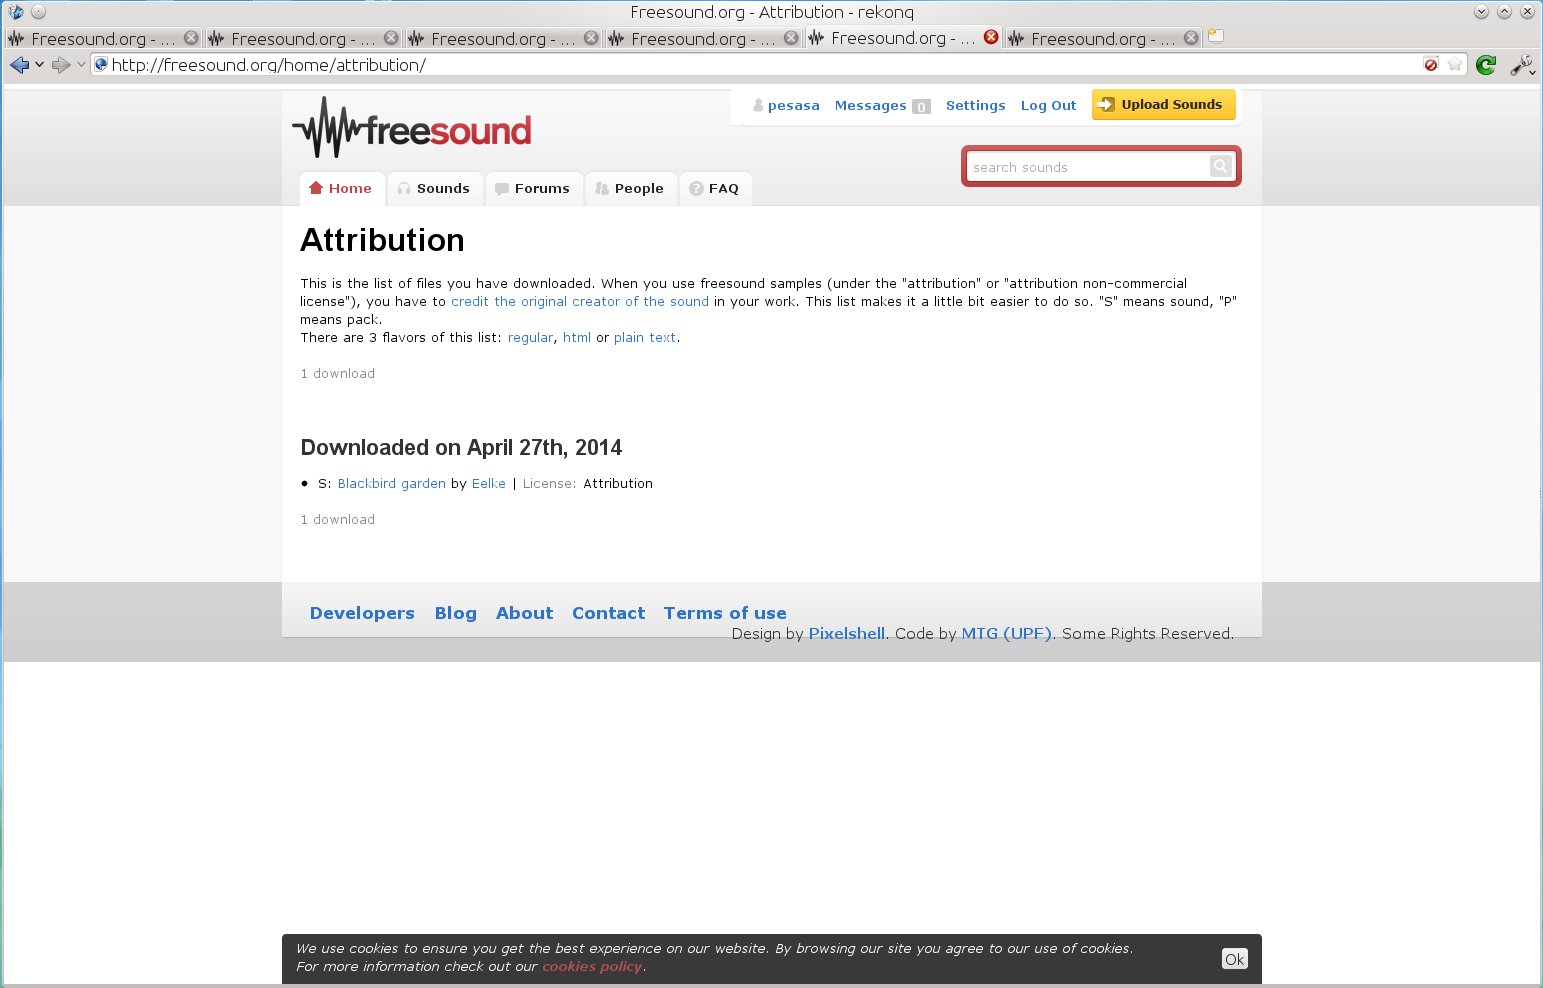 Freesound.org - Attribution - rekonq
Freesound.org - ... Freesound.org - ... Freesound.org - ... Freesound.org - ... Freesound.org - ... Freesound.org - ...
http://freesound.org/home/attribution/
pesasa Messages 0 Settings Log Out Upload Sounds
freesound
search sounds
Home Sounds Forums People FAQ
Attribution
This is the list of files you have downloaded. When you use freesound samples (under the "attribution" or "attribution non-commercial
license"), you have to credit the original creator of the sound in your work. This list makes it a little bit easier to do so. "S" means sound, "P"
means pack.
There are 3 flavors of this list: regular, html or plain text.
1 download
Downloaded on April 27th, 2014
• S: Blackbird garden by Eelke | License: Attribution
1 download
Developers Blog About Contact Terms of use
Design by Pixelshell. Code by MTG (UPF). Some Rights Reserved.
We use cookies to ensure you get the best experience on our website. By browsing our site you agree to our use of cookies.
For more information check out our cookies policy.
Ok